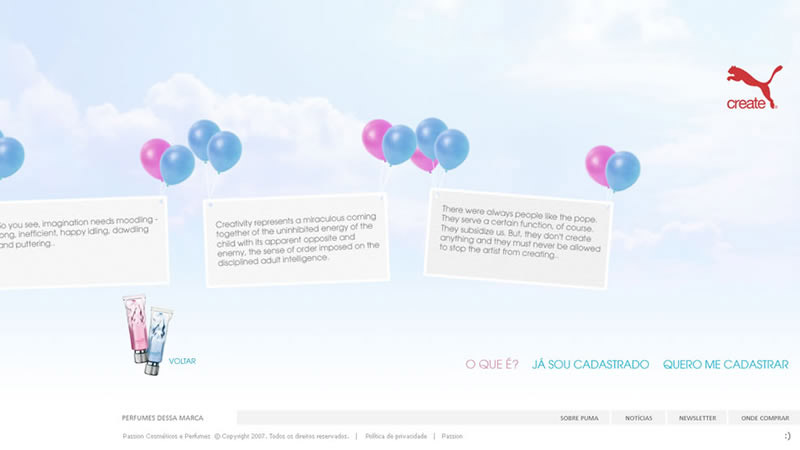 create
So you see, imagination needs moodling -
ong, inefficient, happy idling, dawdling
and puttering..
Creativity represents a miraculous coming
together of the uninhibited energy of the
child with its apparent opposite and
enemy, the sense of order imposed on the
disciplined adult intelligence.
There were always people like the pope.
They serve a certain function, of course.
They subsidize us. But, they don't create
anything and they must never be allowed
to stop the artist from creating..
VOLTAR
O QUE É? JÁ SOU CADASTRADO QUERO ME CADASTRAR
PERFUMES DESSA MARCA SOBRE PUMA NOTÍCIAS NEWSLETTER ONDE COMPRAR
Passion Cosméticos e Perfumes © Copyright 2007. Todos os direitos reservados. | Política de privacidade | Passion :)